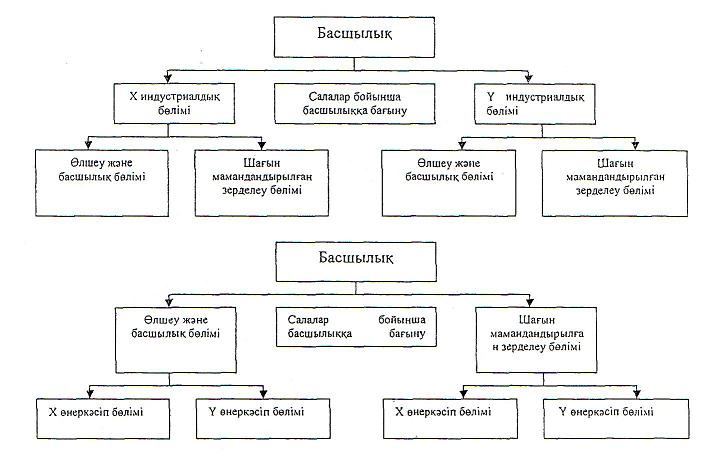 Басшылық
X индустриалдық
бөлімі
Салалар бойынша
басшылыққа бағыну
Ү индустриалдық
бөлімі
Өлшеу және
басшылық бөлімі
Шағын
мамандандырылған
зерделеу бөлімі
Өлшеу және
басшылық бөлімі
Шағын
мамандандырылған
зерделеу бөлімі
Басшылық
Өлшеу және
басшылық бөлімі
Салалар бойынша
басшылыққа бағыну
Шағын
мамандандырылға
н зерделеу бөлімі
X өнеркәсіп бөлімі
Ү өнеркәсіп бөлімі
X өнеркәсіп бөлімі
Ү өнеркәсіп бөлімі